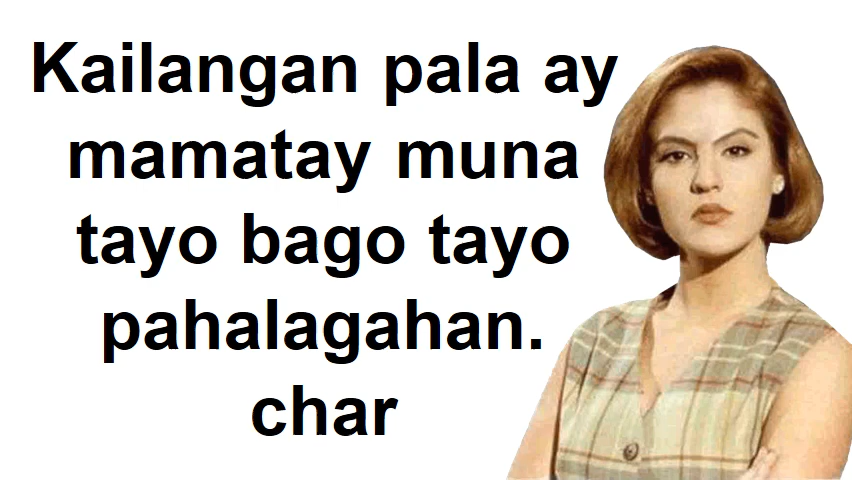 Kailangan pala ay
mamatay muna
tayo bago tayo
pahalagahan.
char